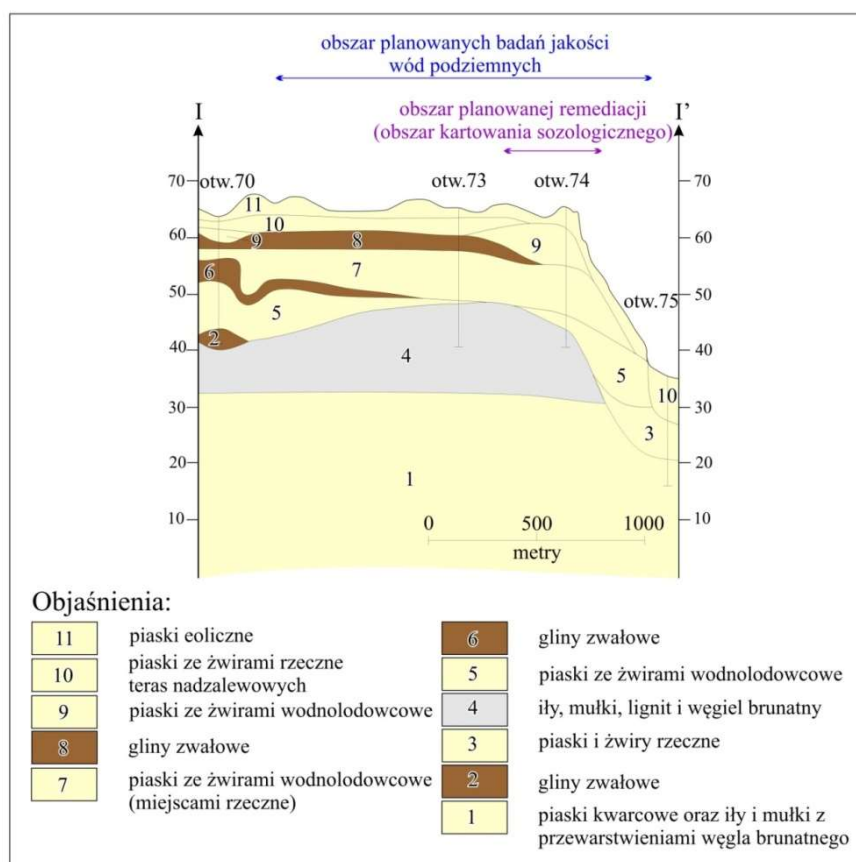 obszar planowanych badań jakości
wód podziemnych
obszar planowanej remediacji
(obszar kartowania sozologicznego)
I
I’
70
60
50
40
30
20
10
70
60
50
40
30
20
10
otw.70
otw.73
otw.74
otw.75
11
10
9
8
9
6
7
5
2
4
5
10
3
1
0
500
1000
metry
Objaśnienia:
11 piaski eoliczne
10 piaski ze żwirami rzeczne
teras nadzalewowych
9 piaski ze żwirami wodnolodowcowe
8 gliny zwałowe
7 piaski ze żwirami wodnolodowcowe
(miejscami rzeczne)
6 gliny zwałowe
5 piaski ze żwirami wodnolodowcowe
4 iły, mułki, lignit i węgiel brunatny
3 piaski i żwiry rzeczne
2 gliny zwałowe
1 piaski kwarcowe oraz iły i mułki z
przewarstwieniami węgla brunatnego